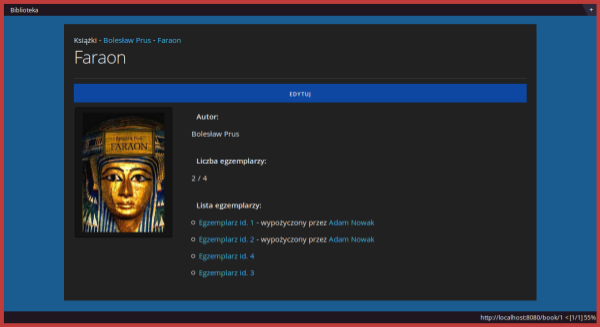 Biblioteka
+
Książki - Bolesław Prus - Faraon
Faraon
EDYTUJ
FARAON
Autor:
Bolesław Prus
Liczba egzemplarzy:
2 / 4
Lista egzemplarzy:
Egzemplarz id. 1 - wypożyczony przez Adam Nowak
Egzemplarz id. 2 - wypożyczony przez Adam Nowak
Egzemplarz id. 4
Egzemplarz id. 3
http://localhost:8080/book/1 < [1/1] 55%